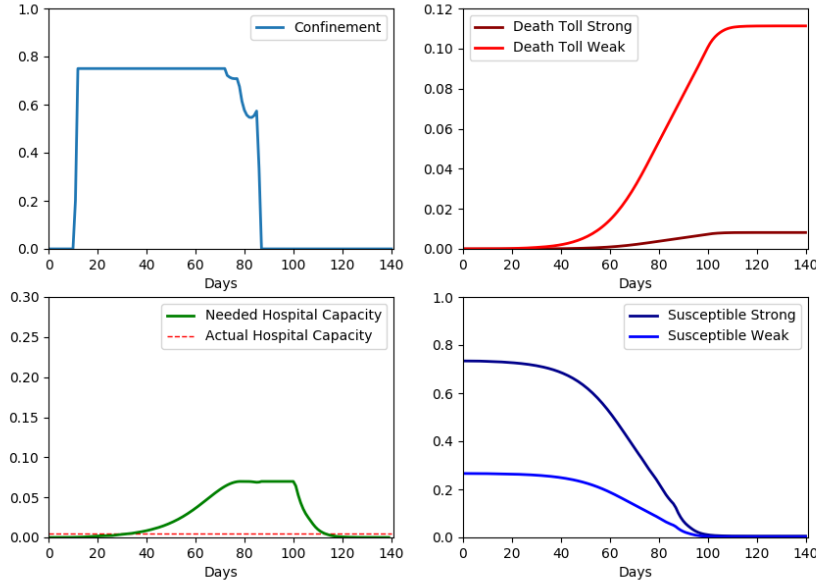 Confinement
1.0
0.8
0.6
0.4
0.2
0.0
0 20 40 60 80 100 120 140
Days
Death Toll Strong
Death Toll Weak
0.12
0.10
0.08
0.06
0.04
0.02
0.00
0 20 40 60 80 100 120 140
Days
Needed Hospital Capacity
Actual Hospital Capacity
0.30
0.25
0.20
0.15
0.10
0.05
0.00
0 20 40 60 80 100 120 140
Days
Susceptible Strong
Susceptible Weak
1.0
0.8
0.6
0.4
0.2
0.0
0 20 40 60 80 100 120 140
Days